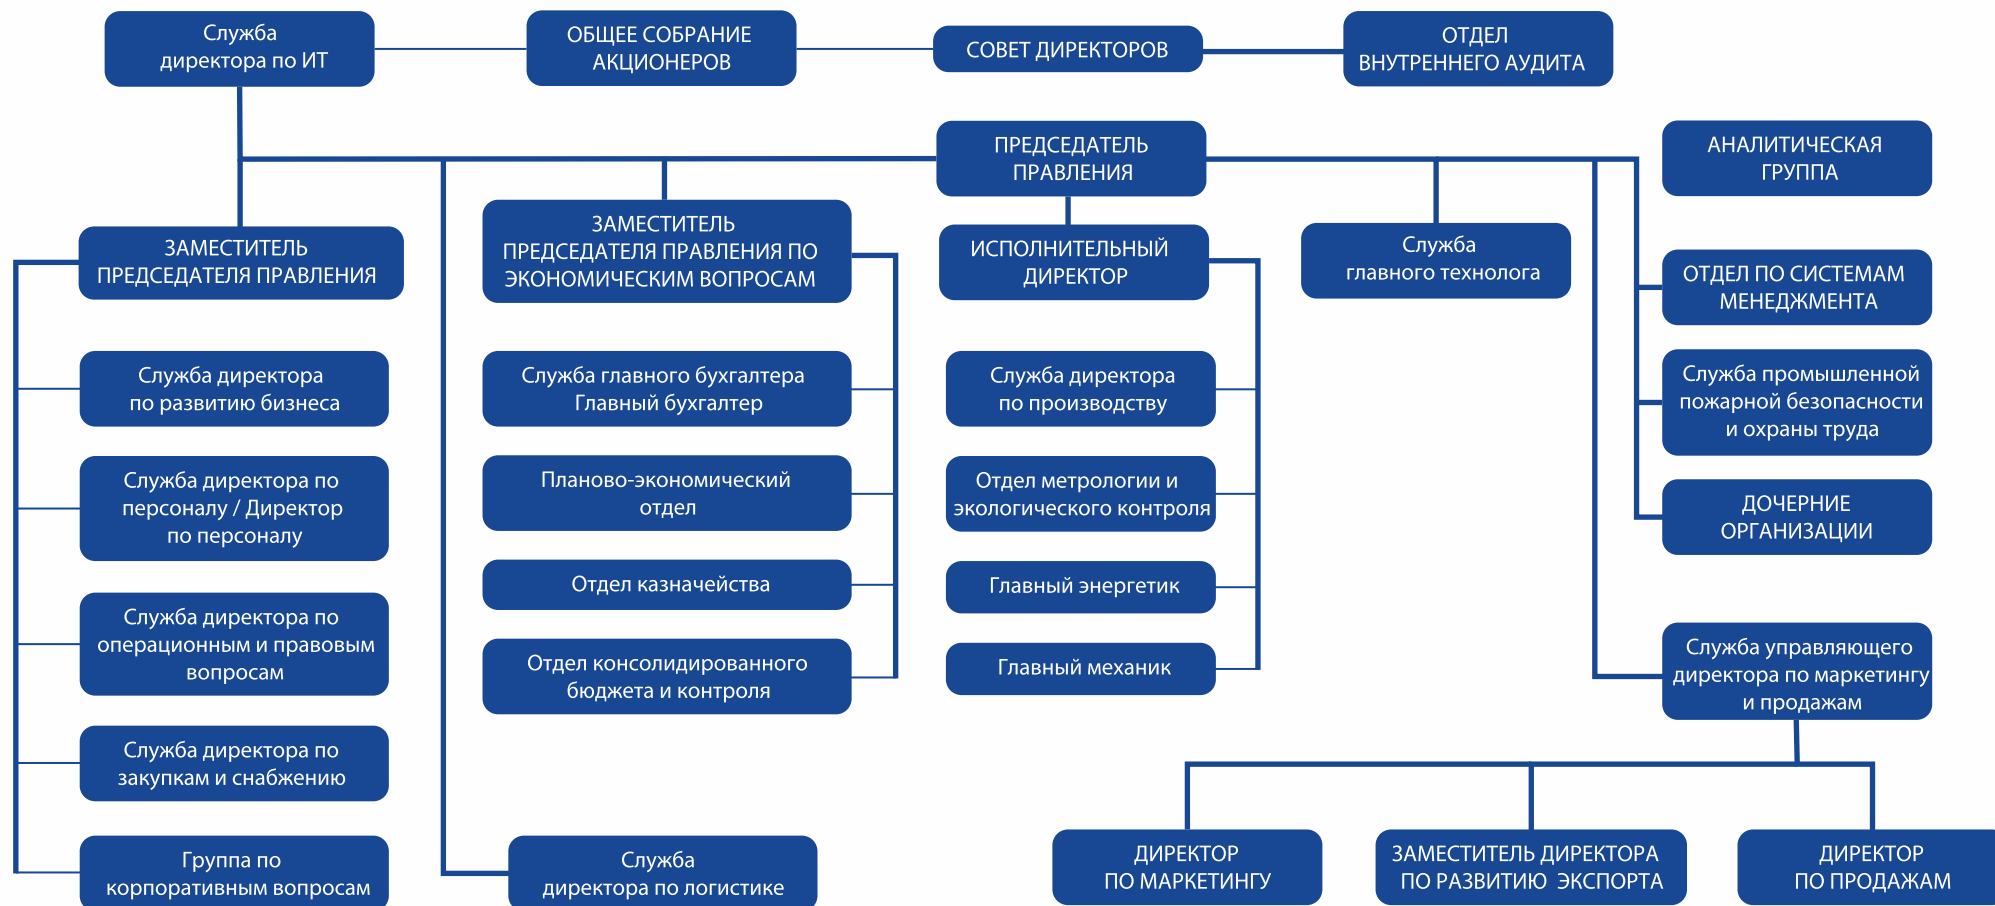 Служба
директора по ИТ
ОБЩЕЕ СОБРАНИЕ
АКЦИОНЕРОВ
СОВЕТ ДИРЕКТОРОВ
ОТДЕЛ
ВНУТРЕННЕГО АУДИТА
ПРЕДСЕДАТЕЛЬ
ПРАВЛЕНИЯ
АНАЛИТИЧЕСКАЯ
ГРУППА
ЗАМЕСТИТЕЛЬ
ПРЕДСЕДАТЕЛЯ ПРАВЛЕНИЯ
ЗАМЕСТИТЕЛЬ
ПРЕДСЕДАТЕЛЯ ПРАВЛЕНИЯ ПО
ЭКОНОМИЧЕСКИМ ВОПРОСАМ
ИСПОЛНИТЕЛЬНЫЙ
ДИРЕКТОР
Служба
главного технолога
ОТДЕЛ ПО СИСТЕМАМ
МЕНЕДЖМЕНТА
Служба директора
по развитию бизнеса
Служба главного бухгалтера
Главный бухгалтер
Служба директора
по производству
Служба промышленной
пожарной безопасности
и охраны труда
Служба директора по
персоналу / Директор
по персоналу
Планово-экономический
отдел
Отдел метрологии и
экологического контроля
ДОЧЕРНИЕ
ОРГАНИЗАЦИИ
Служба директора по
операционным и правовым
вопросам
Отдел казначейства
Главный энергетик
Отдел консолидированного
бюджета и контроля
Главный механик
Служба управляющего
директора по маркетингу
и продажам
Служба директора по
закупкам и снабжению
Группа по
корпоративным вопросам
Служба
директора по логистике
ДИРЕКТОР
ПО МАРКЕТИНГУ
ЗАМЕСТИТЕЛЬ ДИРЕКТОРА
ПО РАЗВИТИЮ ЭКСПОРТА
ДИРЕКТОР
ПО ПРОДАЖАМ